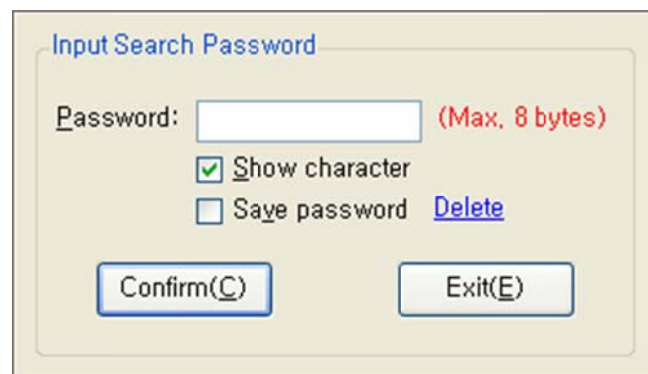 Input Search Password
Password: (Max, 8 bytes)
Show character
Save password Delete
Confirm(C) Exit(E)